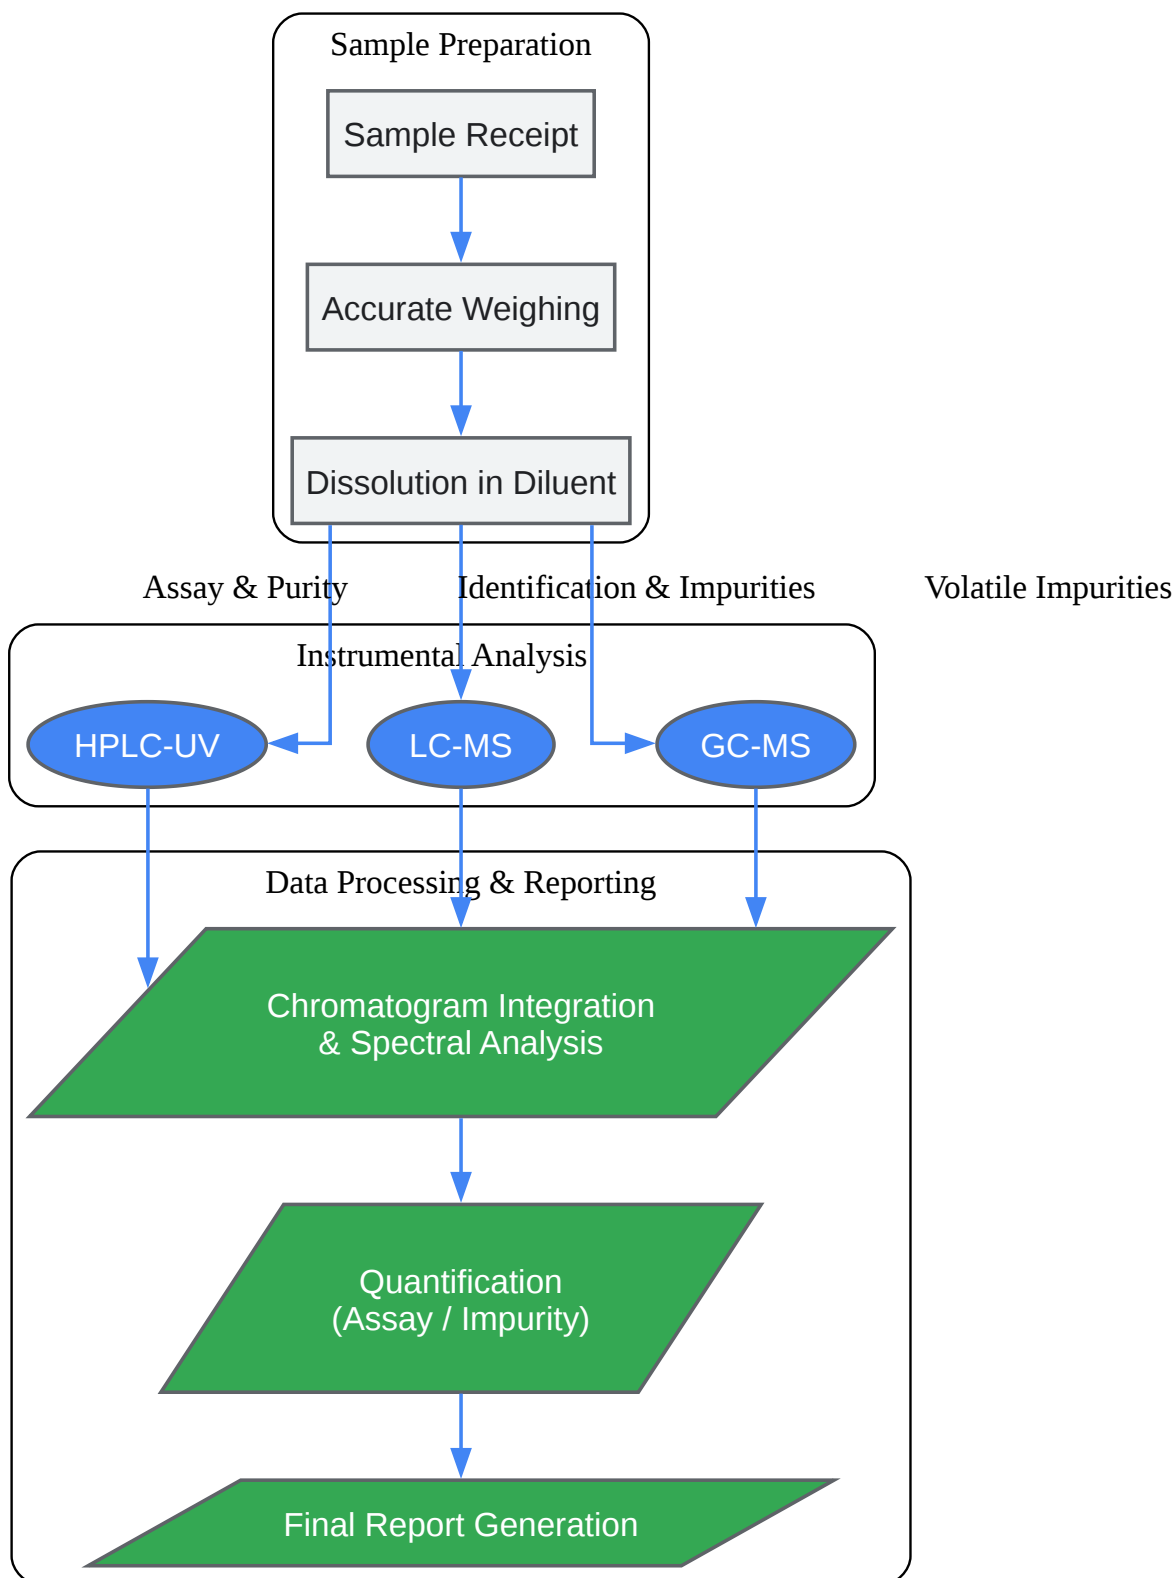 Sample Preparation
Sample Receipt
Accurate Weighing
Dissolution in Diluent
Assay & Purity
Identification & Impurities
Volatile Impurities
Instrumental Analysis
HPLC-UV
LC-MS
GC-MS
Data Processing & Reporting
Chromatogram Integration
& Spectral Analysis
Quantification
(Assay / Impurity)
Final Report Generation